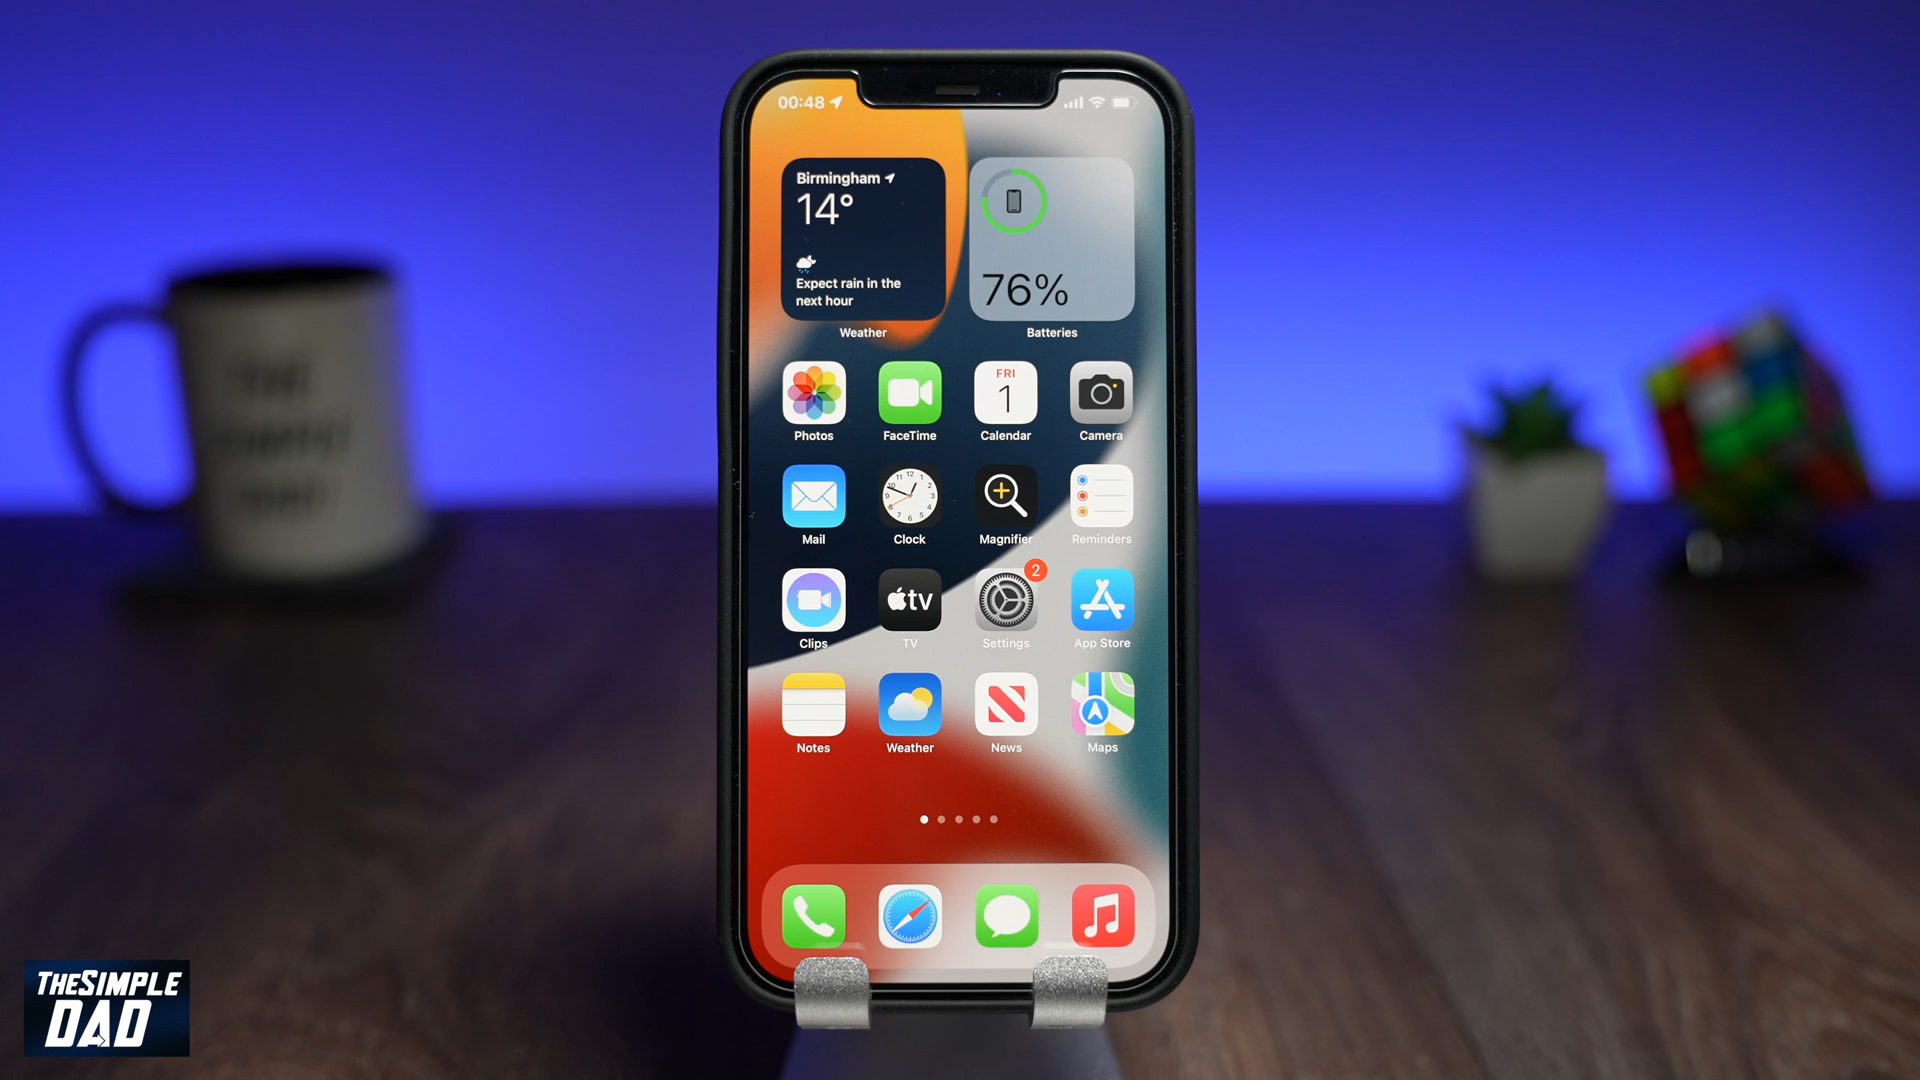 00:48
Birmingham
14°
Expect rain in the
next hour
Weather
76%
Batteries
Photos
FaceTime
FRI
1
Calendar
Camera
Mail
Clock
Magnifier
Reminders
2
Clips
tv
TV
Settings
App Store
Notes
Weather
News
Maps
THESIMPLE
DAD